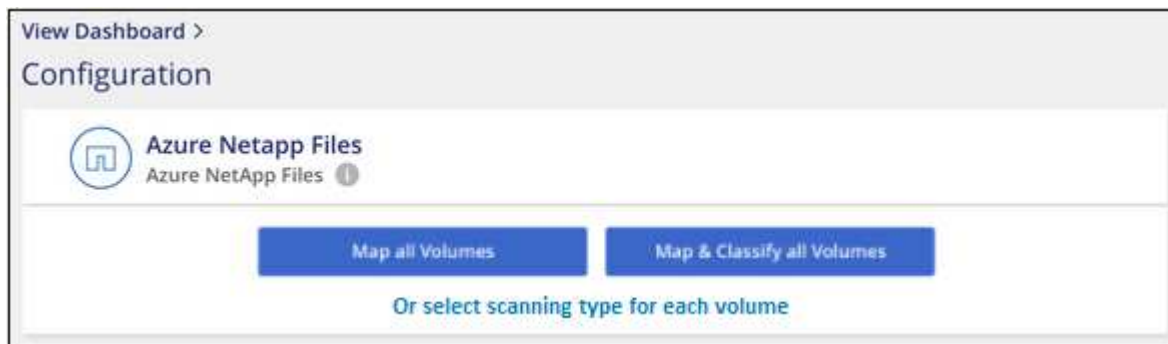 View Dashboard >
Configuration
Azure Netapp Files
Azure NetApp Files i
Map all Volumes
Map & Classify all Volumes
Or select scanning type for each volume